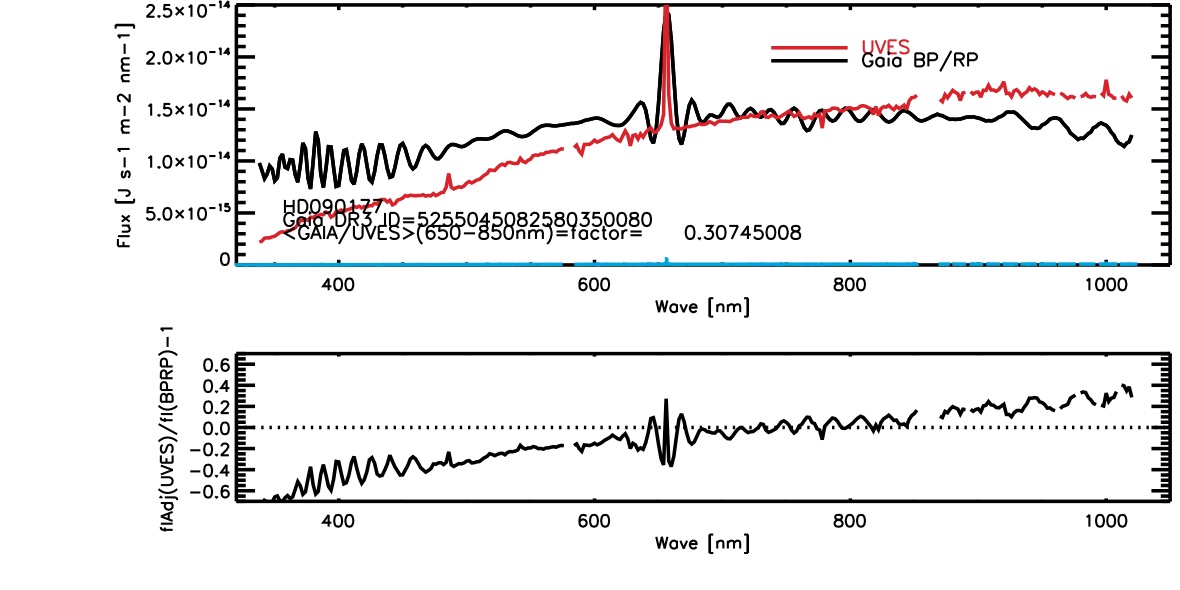 2.5×10−14
2.0×10−14
1.5×10−14
1.0×10−14
5.0×10−15
0
Flux [J s−1 m−2 nm−1]
UVES
Gaia BP/RP
HD090177
Gaia DR3 ID=5255045082580350080
<GAIA/UVES>(650−850nm)=factor= 0.30745008
400 600 800 1000
Wave [nm]
0.6
0.4
0.2
0.0
−0.2
−0.4
−0.6
flAdj(UVES)/fl(BPRP)−1
400 600 800 1000
Wave [nm]